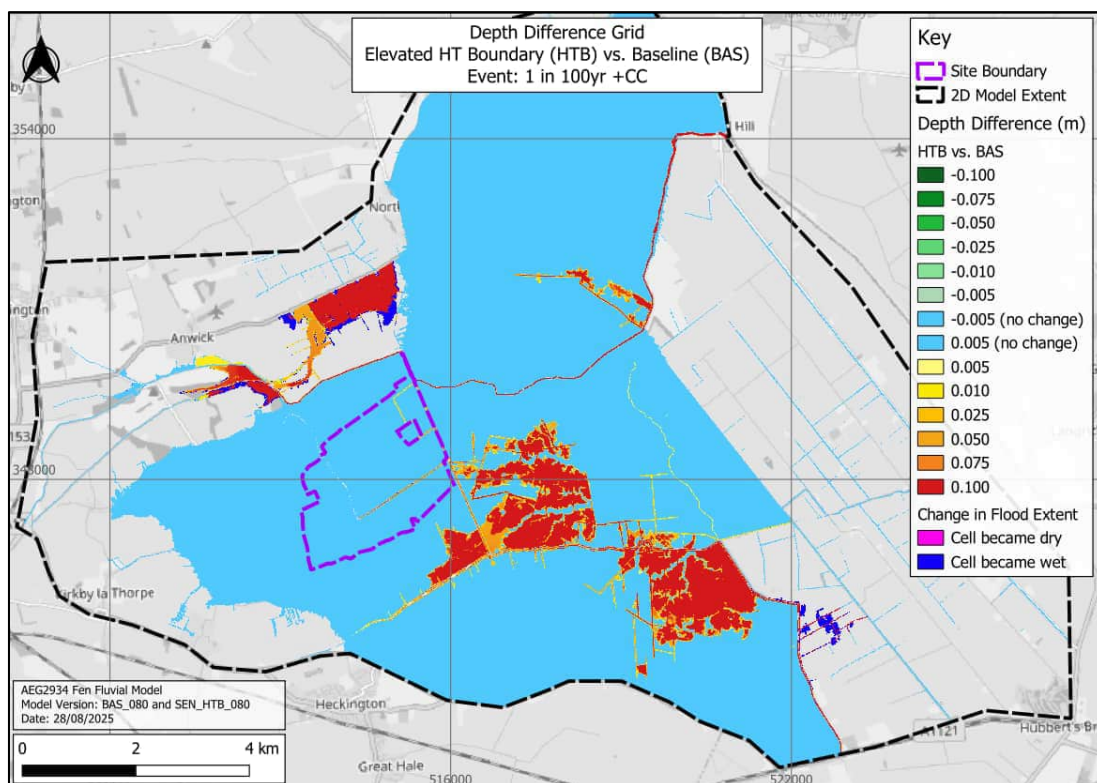 Depth Difference Grid
Elevated HT Boundary (HTB) vs. Baseline (BAS)
Event: 1 in 100yr +CC
Key
Site Boundary
2D Model Extent
Depth Difference (m)
HTB vs. BAS
-0.100
-0.075
-0.050
-0.025
-0.010
-0.005
-0.005 (no change)
0.005 (no change)
0.005
0.010
0.025
0.050
0.075
0.100
Change in Flood Extent
Cell became dry
Cell became wet
354000
Hill
North
Anwick
348000
Kirkby la Thorpe
Heckington
Great Hale
A1121
Hubbert's Br
516000
522000
AEG2934 Fen Fluvial Model
Model Version: BAS_080 and SEN_HTB_080
Date: 28/08/2025
0 2 4 km